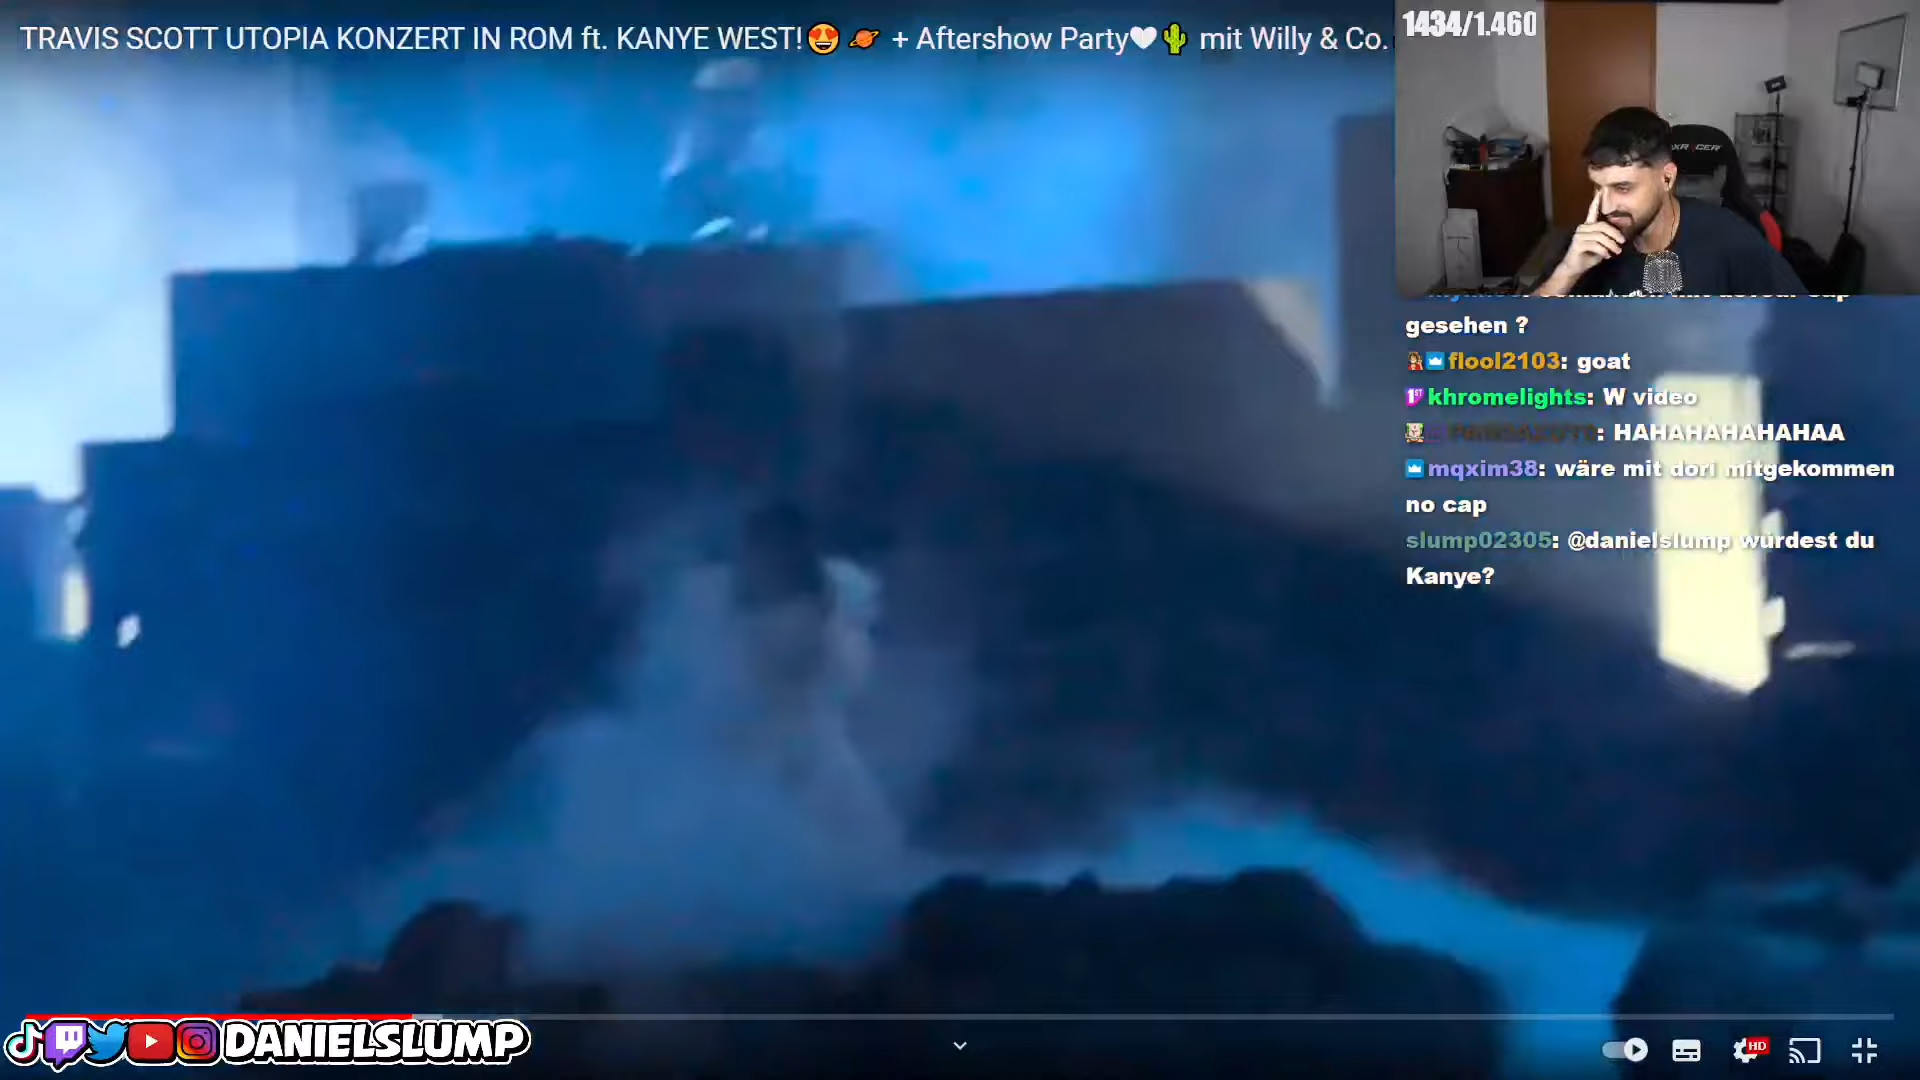 TRAVIS SCOTT UTOPIA KONZERT IN ROM ft. KANYE WEST!😍🪐 + Aftershow Party🤍🌵 mit Willy & Co.
1434/1.460
gesehen ?
flool2103: goat
khromelights: W video
: HAHAHAHAHAHAA
mqxim38: wäre mit dort mitgekommen
no cap
slump02305: @danielslump würdest du
Kanye?
DANIELSLUMP
HD